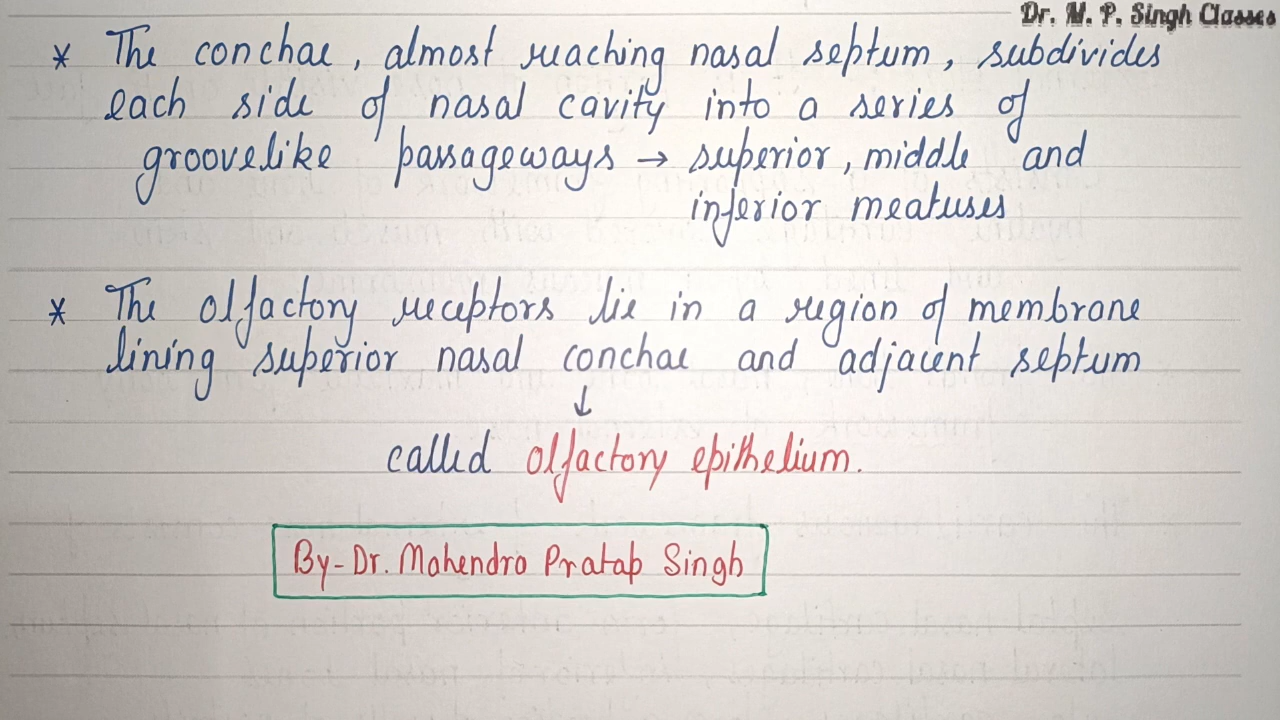 Dr. M. P. Singh Classes
* The conchae, almost reaching nasal septum, subdivides
each side of nasal cavity into a series of
groovelike passageways → superior, middle and
inferior meatuses
* The olfactory receptors lie in a region of membrane
lining superior nasal conchae and adjacent septum
↓
called olfactory epithelium.
By-Dr. Mahendra Pratap Singh